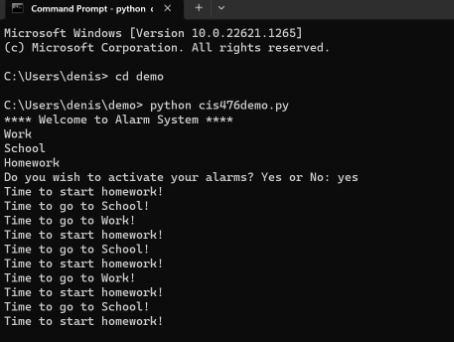 Command Prompt - python c
Microsoft Windows [Version 10.0.22621.1265]
(c) Microsoft Corporation. All rights reserved.
C:\Users\denis> cd demo
C:\Users\denis\demo> python cis476demo.py
**** Welcome to Alarm System ****
Work
School
Homework
Do you wish to activate your alarms? Yes or No: yes
Time to start homework!
Time to go to School!
Time to go to Work!
Time to start homework!
Time to go to School!
Time to start homework!
Time to go to Work!
Time to start homework!
Time to go to School!
Time to start homework!